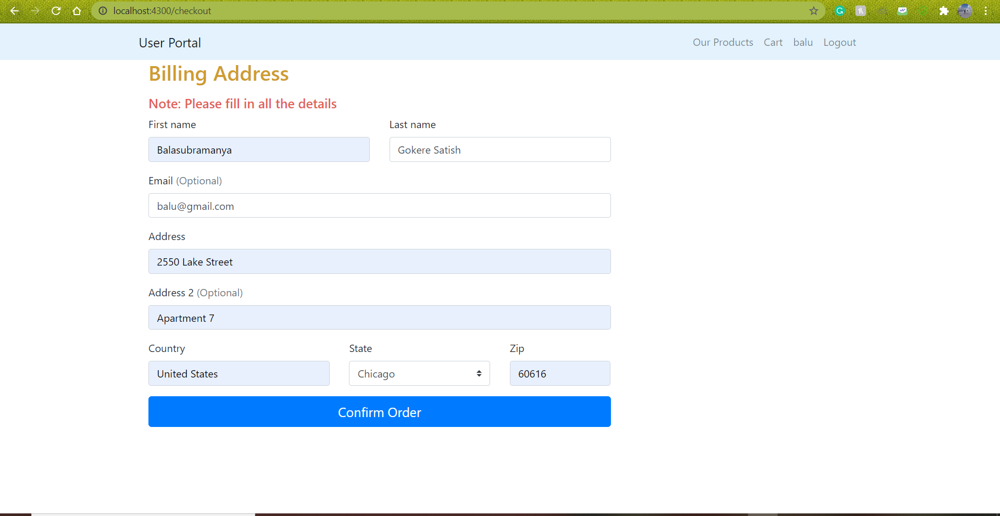 localhost:4300/checkout
User Portal Our Products Cart balu Logout
Billing Address
Note: Please fill in all the details
First name Last name
Balasubramanya Gokere Satish
Email (Optional)
balu@gmail.com
Address
2550 Lake Street
Address 2 (Optional)
Apartment 7
Country State Zip
United States Chicago 60616
Confirm Order